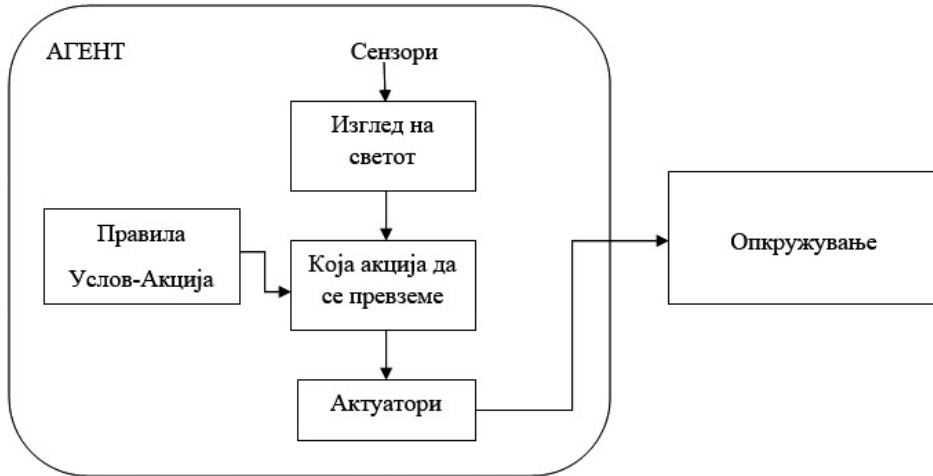 АГЕНТ
Сензори
Изглед на
светот
Правила
Услов-Акција
Која акција да
се превземе
Опкружување
Актуатори